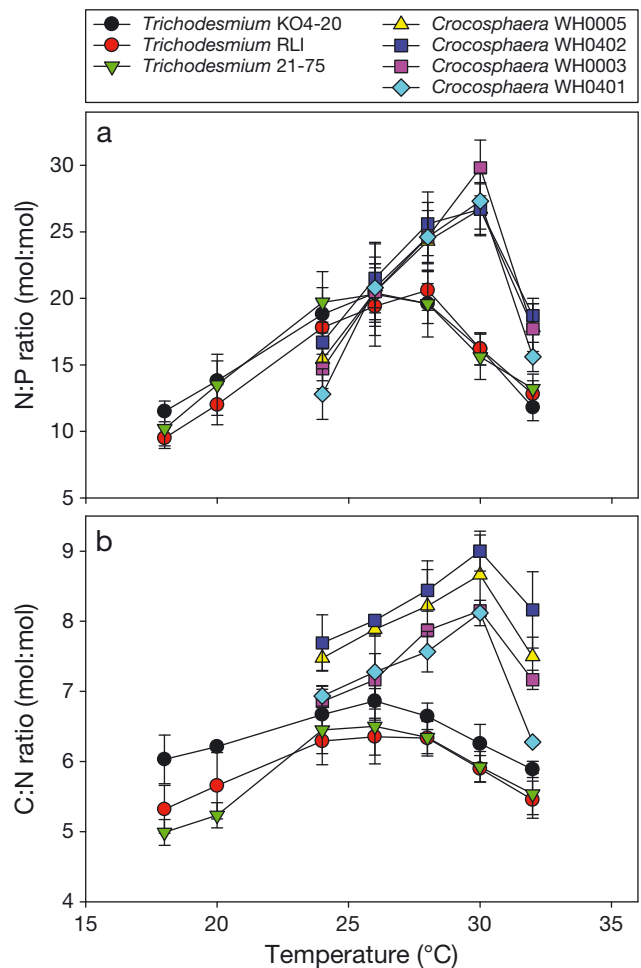 Trichodesmium KO4-20
Trichodesmium RLI
Trichodesmium 21-75
Crocosphaera WH0005
Crocosphaera WH0402
Crocosphaera WH0003
Crocosphaera WH0401
a
30
25
20
15
10
5
N:P ratio (mol:mol)
b
9
8
7
6
5
4
C:N ratio (mol:mol)
15 20 25 30 35
Temperature (°C)